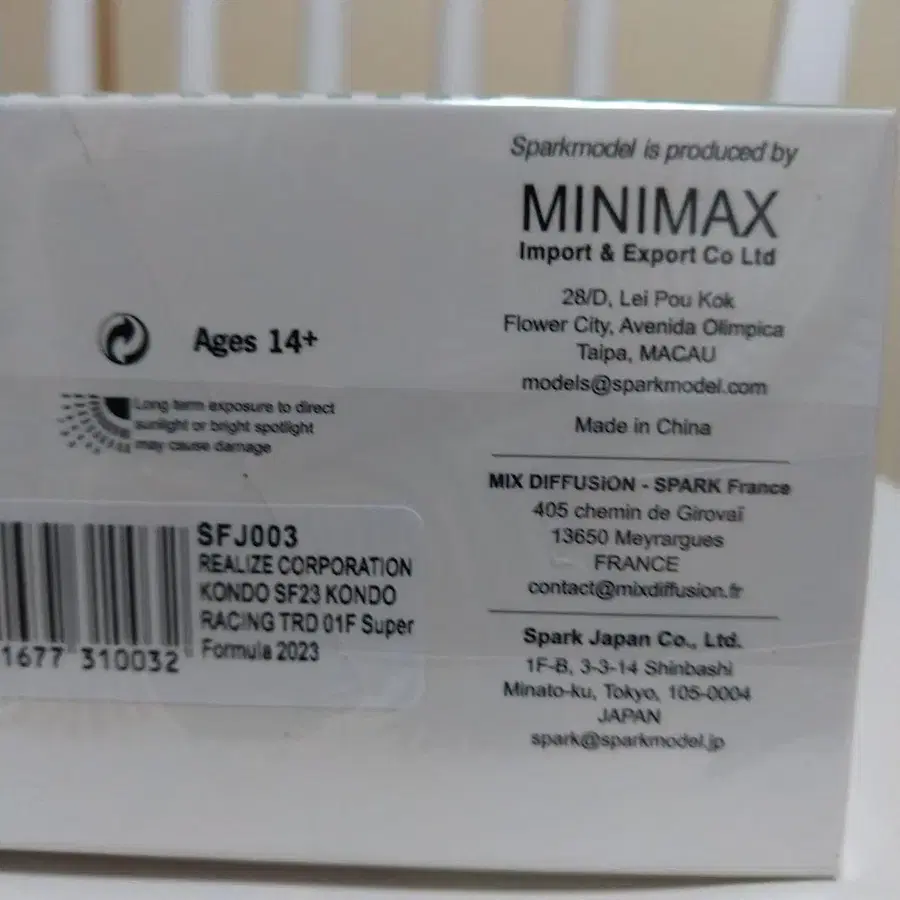 Sparkmodel is produced by
MINIMAX
Import & Export Co Ltd
28/D, Lei Pou Kok
Flower City, Avenida Olimpica
Taipa, MACAU
models@sparkmodel.com
Made in China
MIX DIFFUSION - SPARK France
405 chemin de Girovaï
13650 Meyrargues
FRANCE
contact@mixdiffusion.fr
Spark Japan Co., Ltd.
1F-B, 3-3-14 Shinbashi
Minato-ku, Tokyo, 105-0004
JAPAN
spark@sparkmodel.jp
Ages 14+
Long term exposure to direct
sunlight or bright spotlight
may cause damage
SFJ003
REALIZE CORPORATION
KONDO SF23 KONDO
RACING TRD 01F Super
Formula 2023
1677 310032